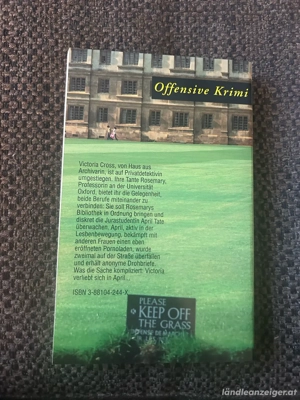 Offensive Krimi
Victoria Cross, von Haus aus
Archivarin, ist auf Privatdetektivin
umgestiegen. Ihre Tante Rosemary,
Professorin an der Universität
Oxford, bietet ihr die Gelegenheit,
beide Berufe miteinander zu
verbinden: Sie soll Rosemarys
Bibliothek in Ordnung bringen und
diskret die Jurastudentin April Tate
überwachen. April, aktiv in der
Lesbenbewegung, bekämpft mit
anderen Frauen einen eben
eröffneten Pornoladen, wurde
zweimal auf der Straße überfallen
und erhält anonyme Drohbriefe.
Was die Sache kompliziert: Victoria
verliebt sich in April...
ISBN 3-88104-244-X
PLEASE
KEEP OFF
THE GRASS
ländleanzeiger.at